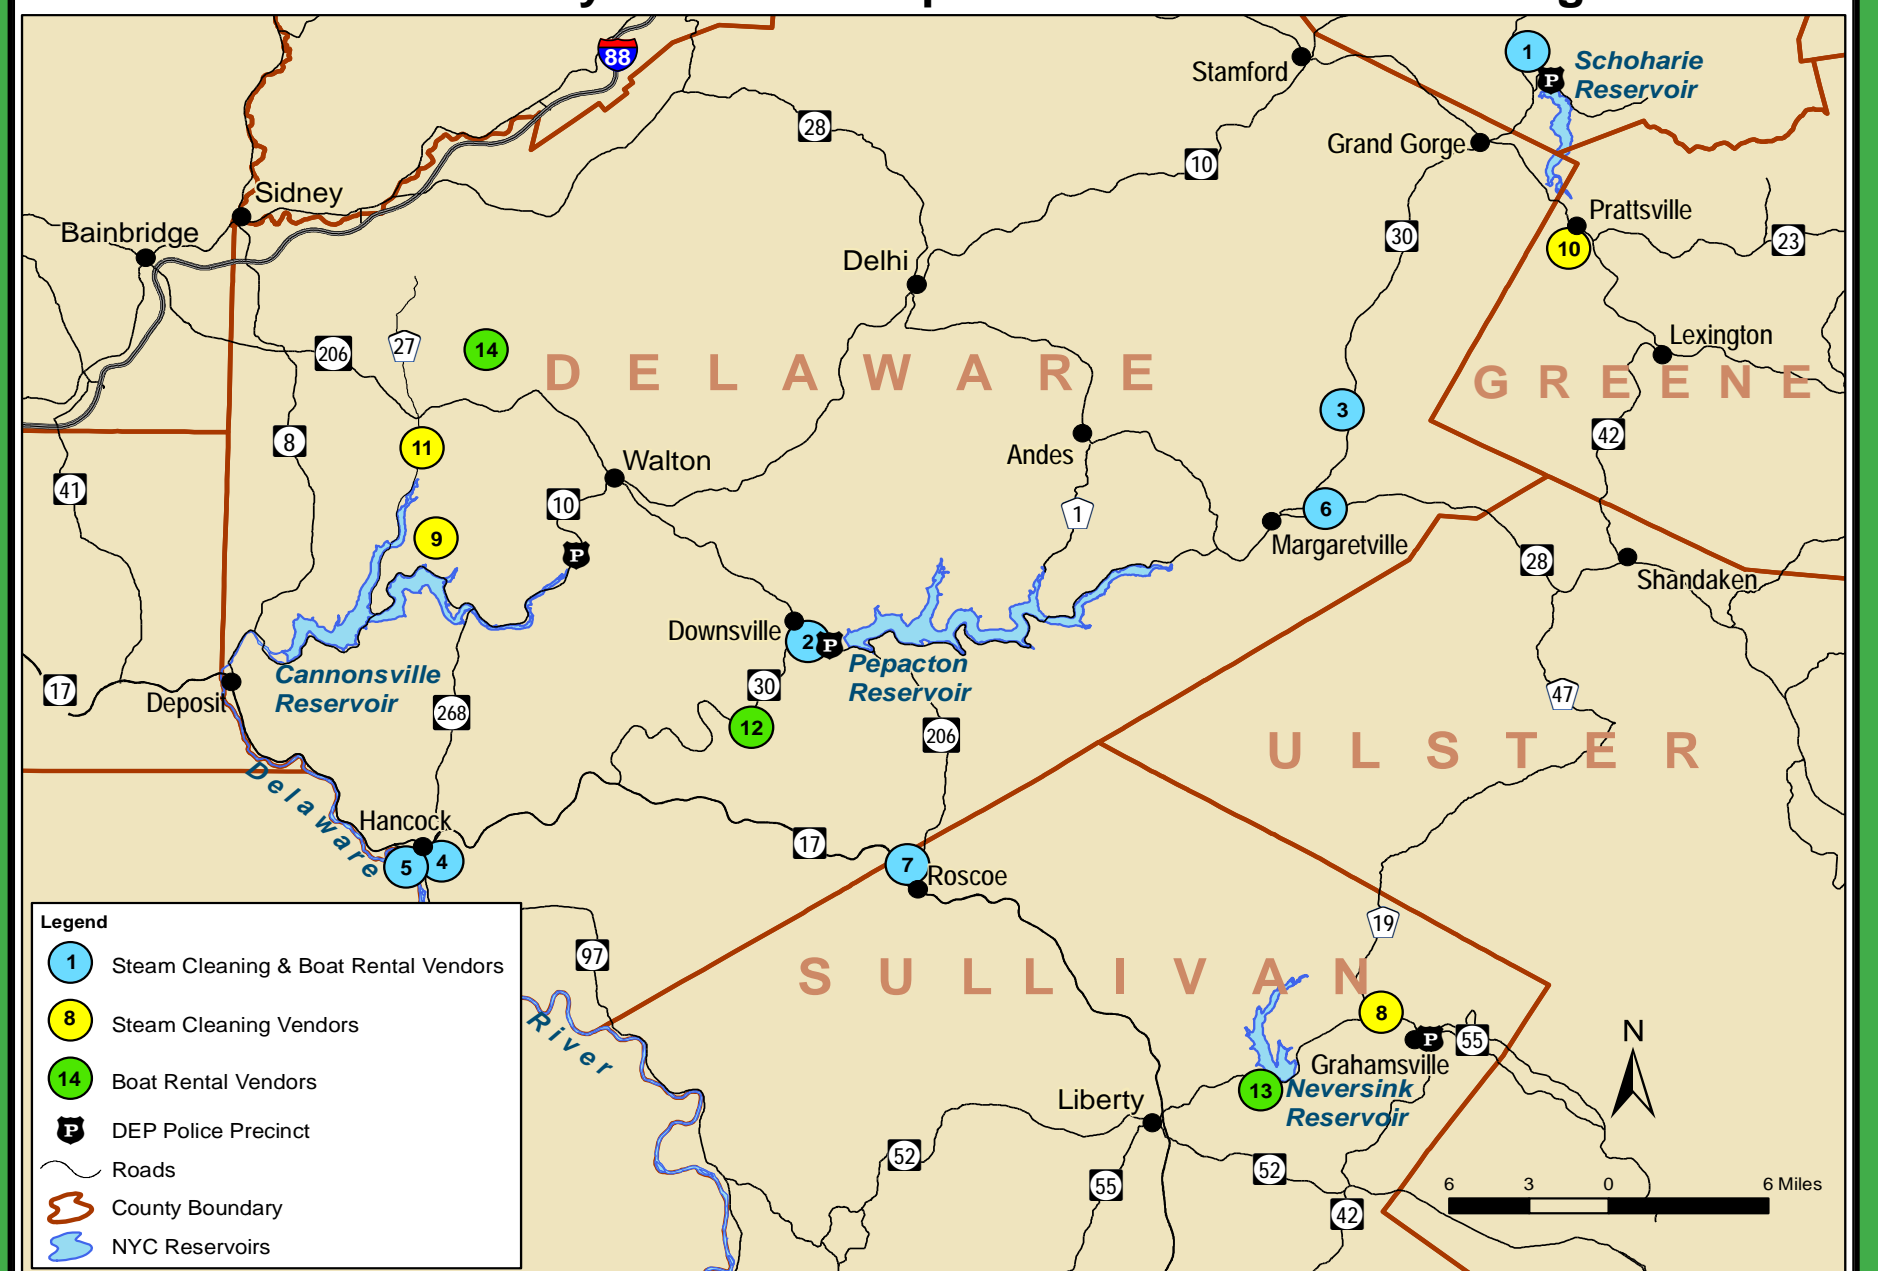 88
Stamford
1
P
Schoharie
Reservoir
28
Grand Gorge
10
Sidney
Bainbridge
Prattsville
30
10
23
Delhi
206
27
14
Lexington
DELAWARE
GREENE
3
42
8
11
Andes
Walton
41
10
1
6
Margaretville
9
P
28
Shandaken
Downsville
2
P
Pepacton
Reservoir
Cannonsville
Reservoir
17
Deposit
30
47
268
12
206
ULSTER
Delaware
Hancock
5
4
17
7
Roscoe
19
97
SULLIVAN
River
8
P
55
Grahamsville
13
Neversink
Reservoir
Liberty
52
55
52
42
N
6 3 0 6 Miles
Legend
1 Steam Cleaning & Boat Rental Vendors
8 Steam Cleaning Vendors
14 Boat Rental Vendors
P DEP Police Precinct
Roads
County Boundary
NYC Reservoirs